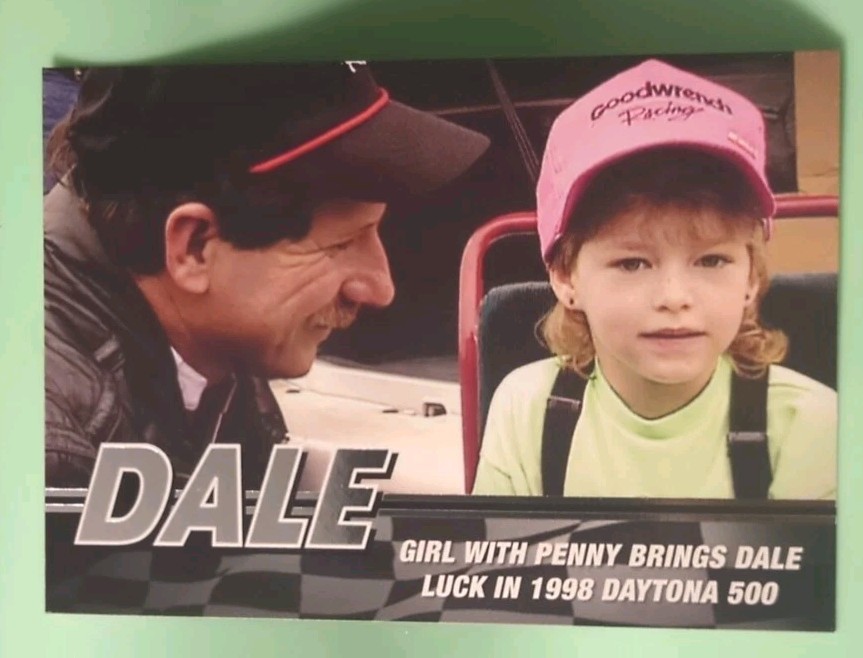 Goodwrench
Racing
DALE
GIRL WITH PENNY BRINGS DALE
LUCK IN 1998 DAYTONA 500